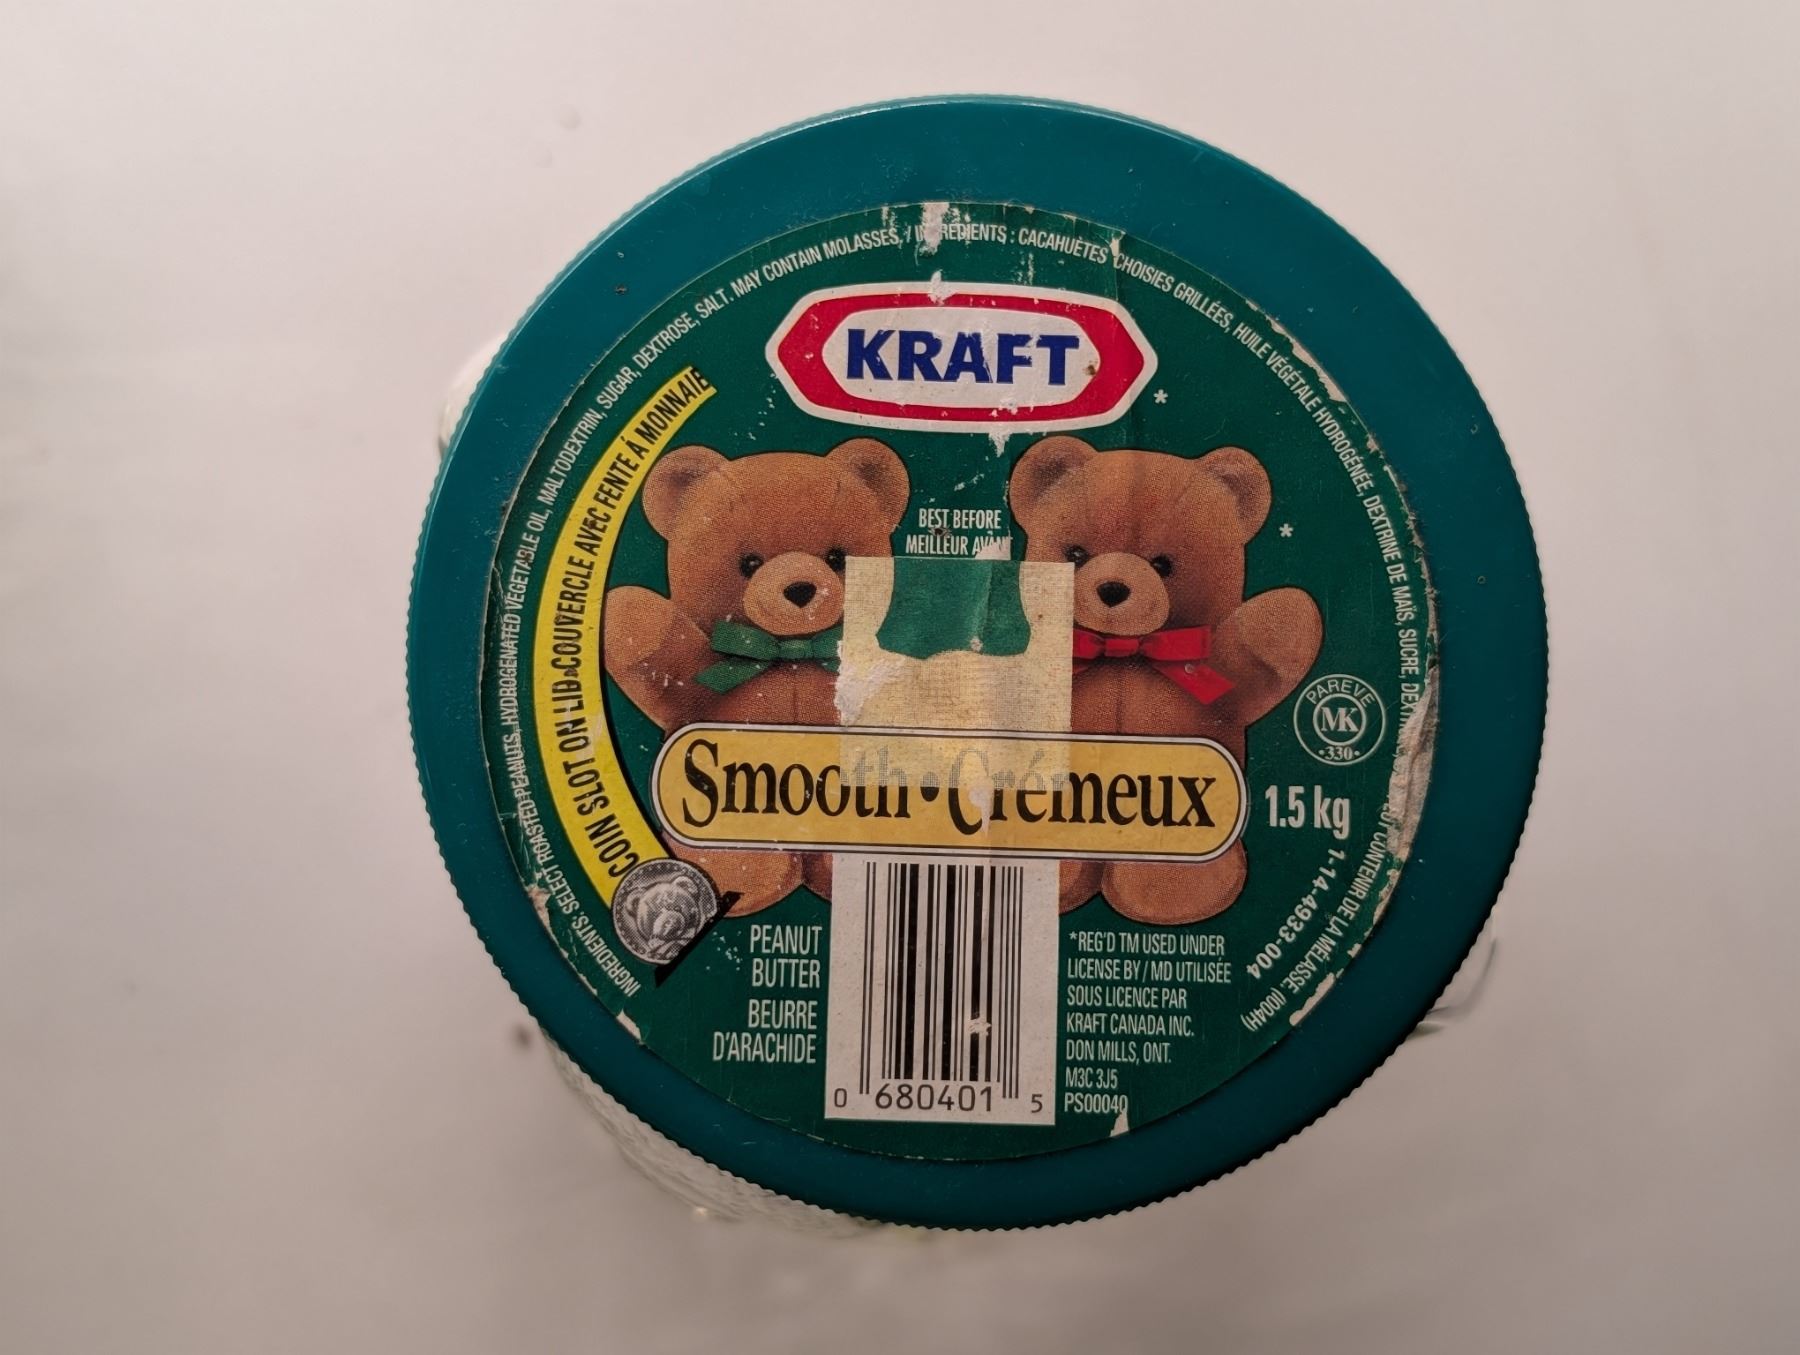 INGREDIENTS: SELECT ROASTED PEANUTS, HYDROGENATED VEGETABLE OIL, MALTODEXTRIN, SUGAR, DEXTROSE, SALT. MAY CONTAIN MOLASSES. / INGREDIENTS : CACAHUÈTES CHOISIES GRILLÉES, HUILE VÉGÉTALE HYDROGÉNÉE, DEXTRINE DE MAÏS, SUCRE, CONTENIR DE LA MÉLASSE. (1004H)
KRAFT
*
COIN SLOT ON LID•COUVERCLE AVEC FENTE À MONNAIE
BEST BEFORE
MEILLEUR AVANT
*
PAREVE
MK
•330•
Smooth•Crémeux
1.5 kg
1-14-4933-004
PEANUT
BUTTER
BEURRE
D'ARACHIDE
*REG'D TM USED UNDER
LICENSE BY / MD UTILISÉE
SOUS LICENCE PAR
KRAFT CANADA INC.
DON MILLS, ONT.
M3C 3J5
PS00040
0 680401 5